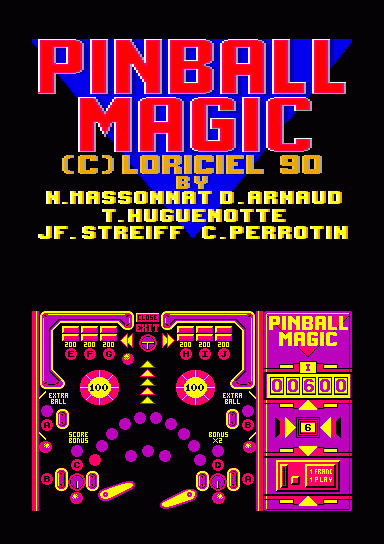 PINBALL
MAGIC
(C) LORICIEL 90
BY
H.MASSONNAT D.ARNAUD
T.HUGUENOTTE
JF.STREIFF C.PERROTIN
CLOSE
EXIT
200 200 200
200 200 200
E F G
H I J
100
100
EXTRA
BALL
EXTRA
BALL
A
B
SCORE
BONUS
BONUS
X2
C
D
A
A
PINBALL
MAGIC
1
00600
6
1 FRANC
1 PLAY